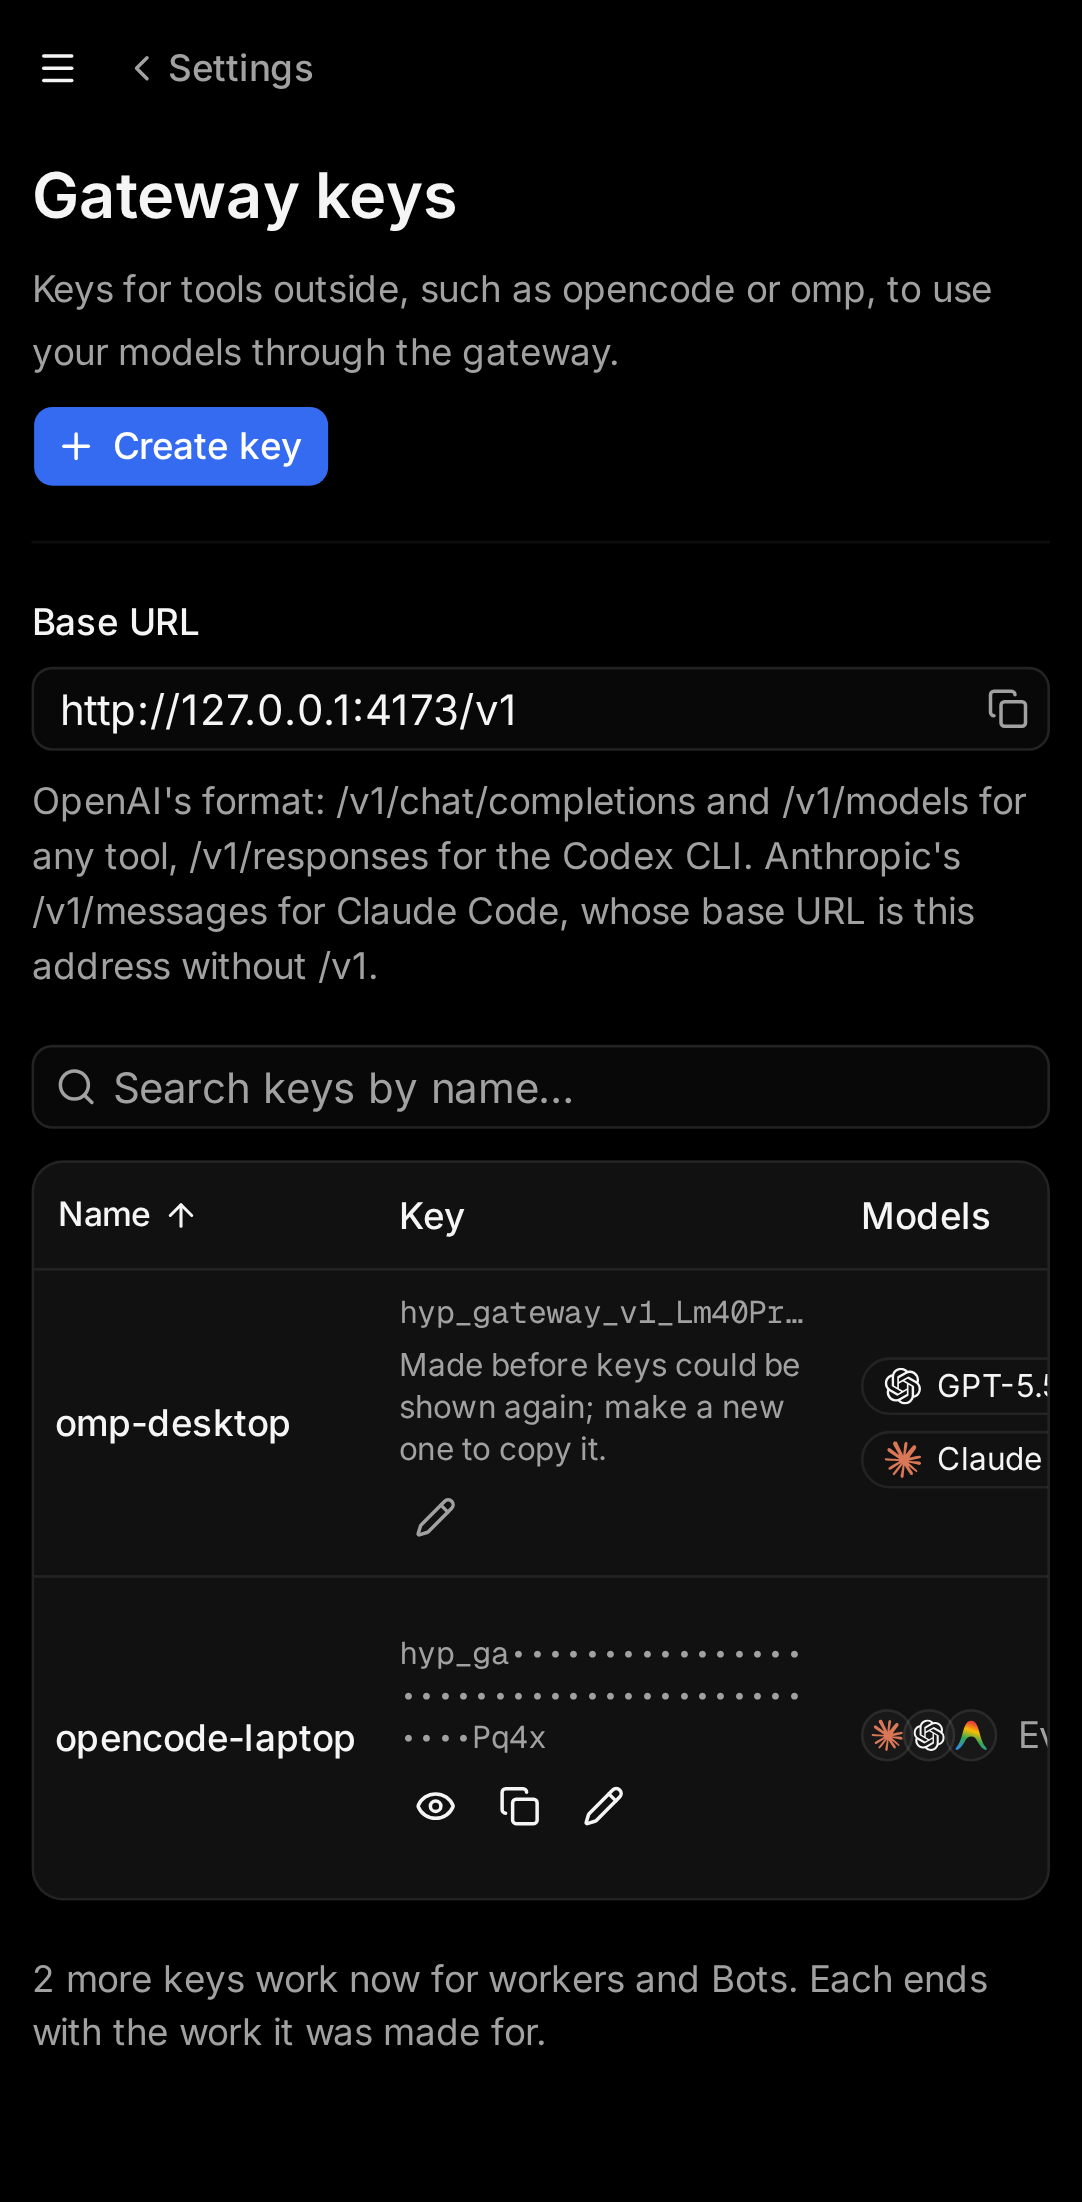 Settings
Gateway keys
Keys for tools outside, such as opencode or omp, to use
your models through the gateway.
Create key
Base URL
http://127.0.0.1:4173/v1
OpenAI's format: /v1/chat/completions and /v1/models for
any tool, /v1/responses for the Codex CLI. Anthropic's
/v1/messages for Claude Code, whose base URL is this
address without /v1.
Search keys by name...
Name Key Models
hyp_gateway_v1_Lm40Pr…
Made before keys could be
shown again; make a new
one to copy it.
omp-desktop
GPT-5.5
Claude
hyp_ga••••••••••••••••
••••••••••••••••••••••
••••Pq4x
opencode-laptop
2 more keys work now for workers and Bots. Each ends
with the work it was made for.